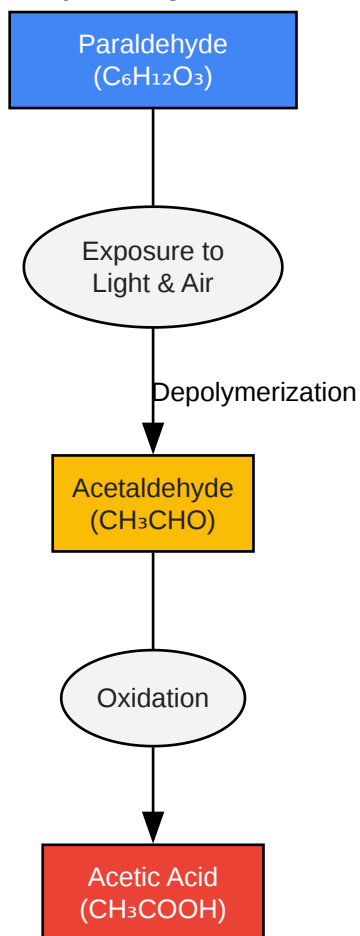 Paraldehyde
(C₆H₁₂O₃)
Exposure to
Light & Air
Depolymerization
Acetaldehyde
(CH₃CHO)
Oxidation
Acetic Acid
(CH₃COOH)